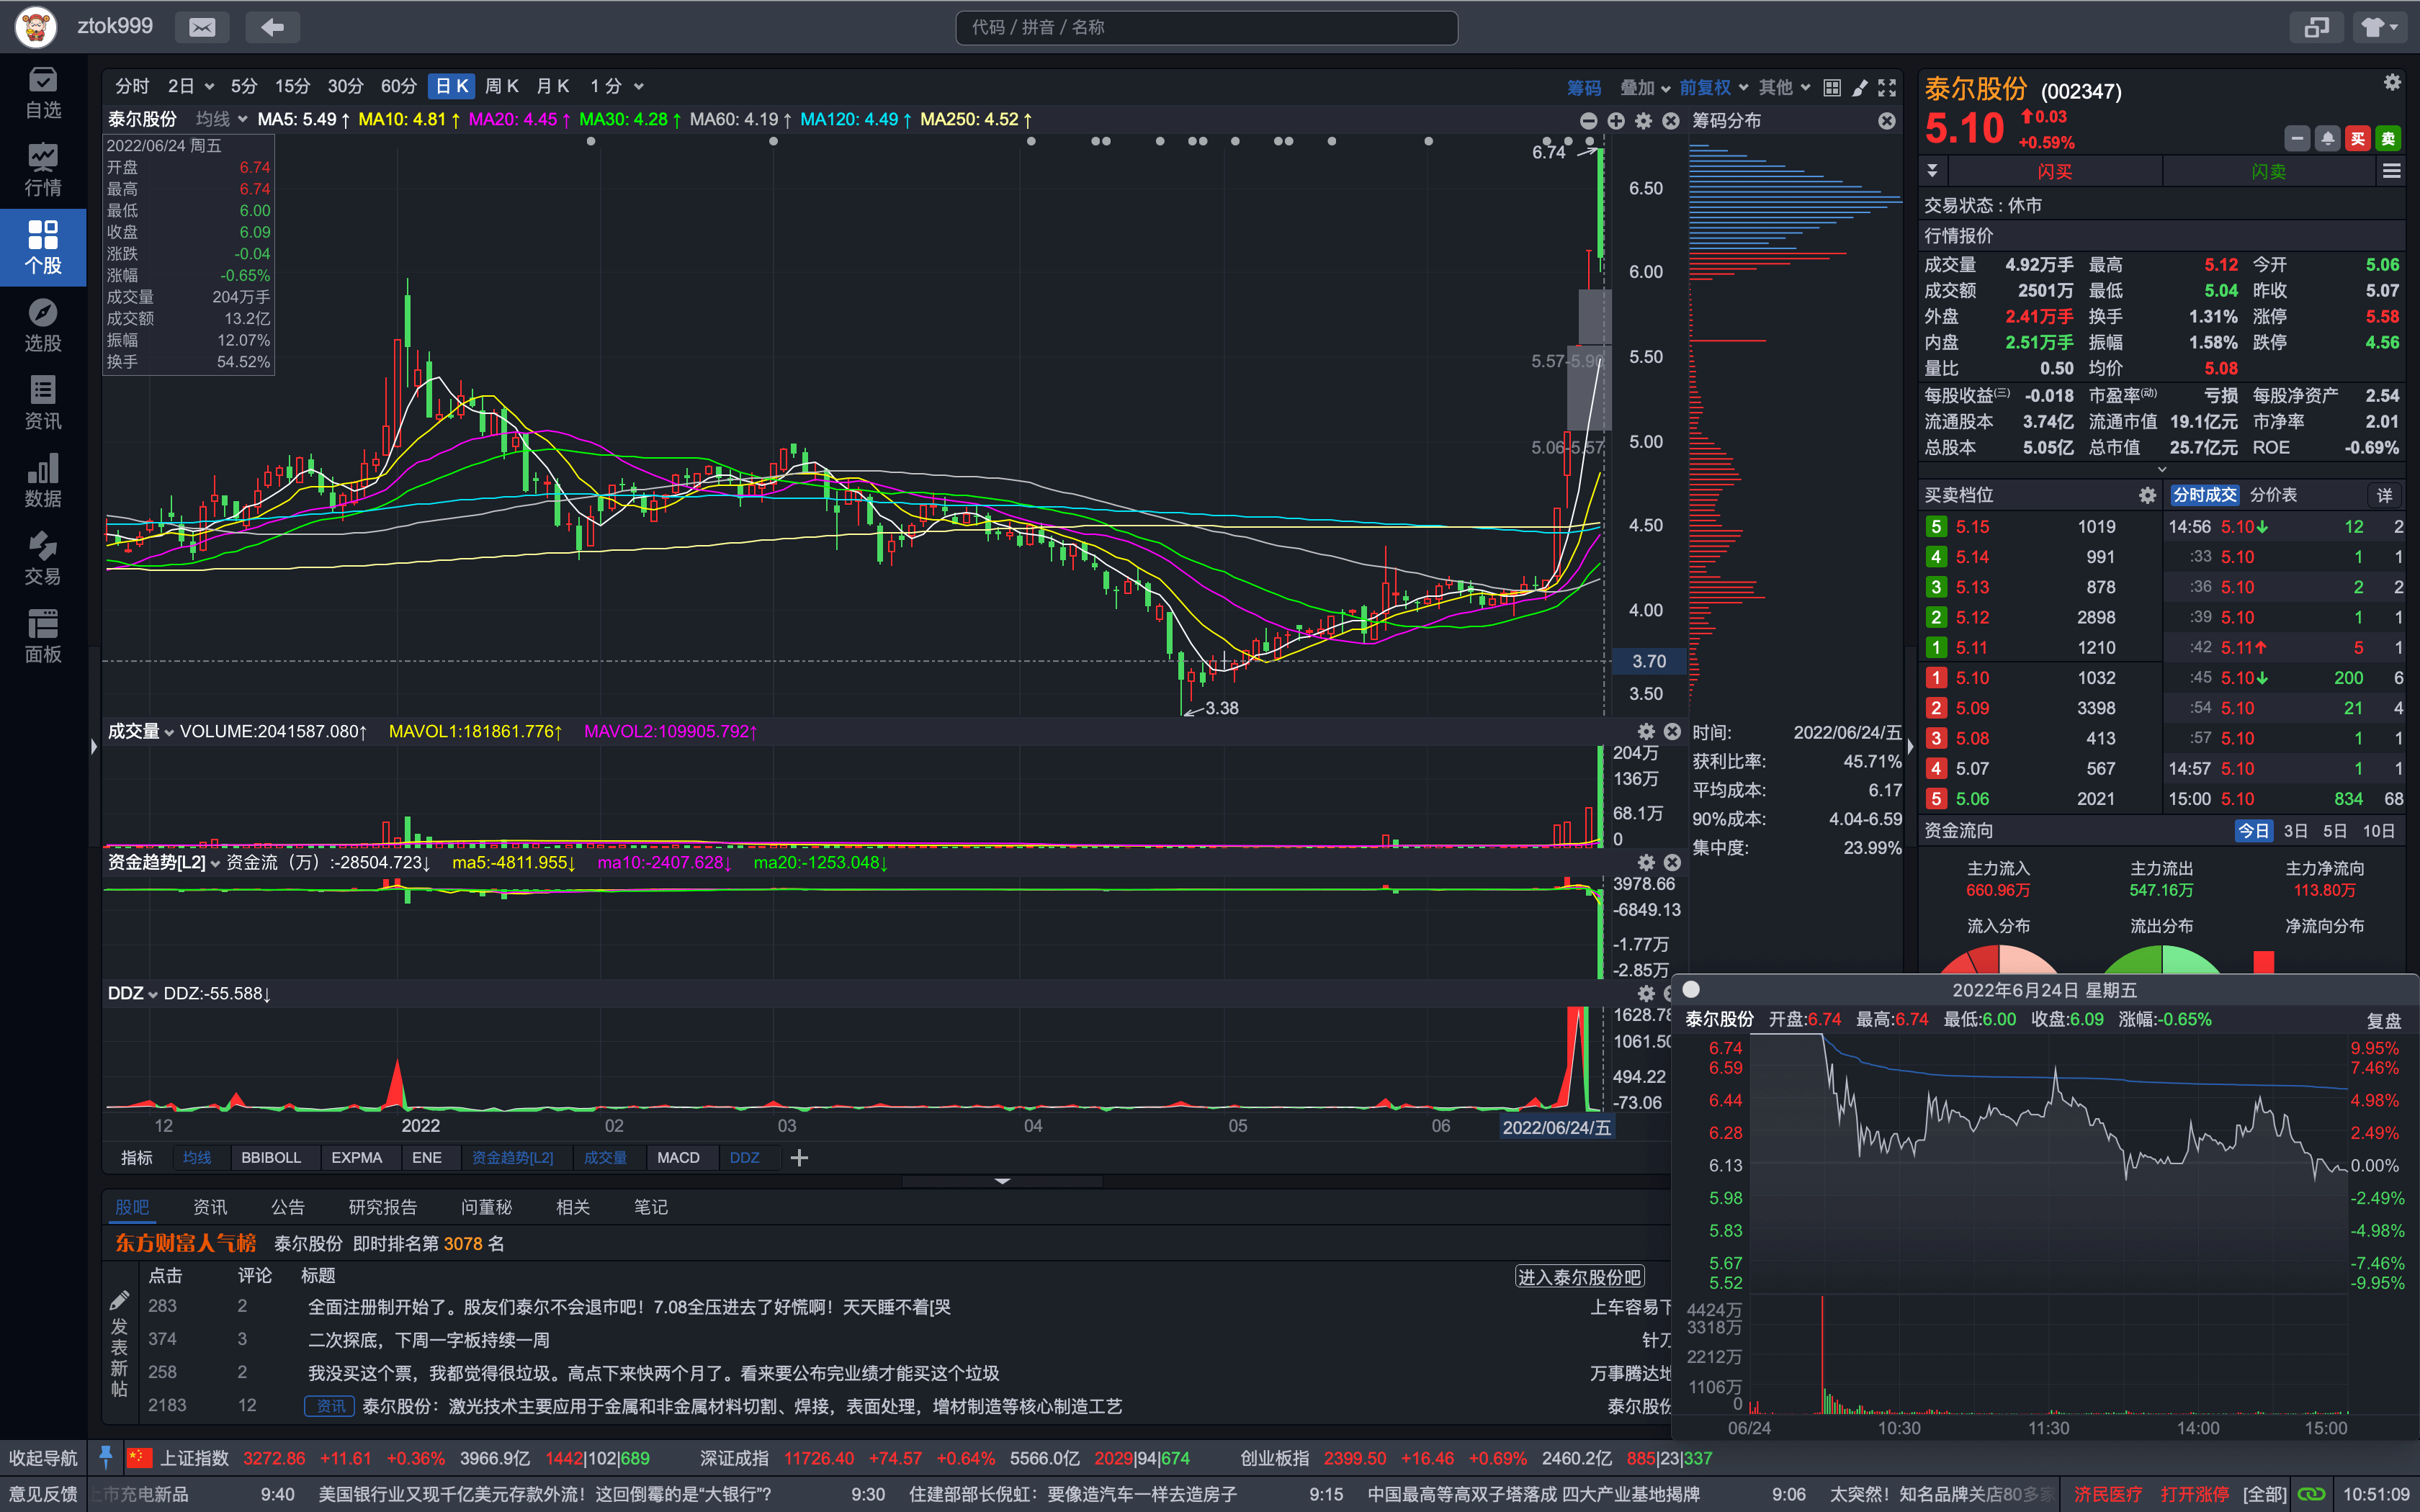 ztok999
代码 / 拼音 / 名称
自选
行情
个股
选股
资讯
数据
交易
面板
分时 2日 5分 15分 30分 60分 日K 周K 月K 1分 筹码 叠加 前复权 其他
泰尔股份 均线 MA5: 5.49↑ MA10: 4.81↑ MA20: 4.45↑ MA30: 4.28↑ MA60: 4.19↑ MA120: 4.49↑ MA250: 4.52↑ 筹码分布
2022/06/24 周五
开盘 6.74
最高 6.74
最低 6.00
收盘 6.09
涨跌 -0.04
涨幅 -0.65%
成交量 204万手
成交额 13.2亿
振幅 12.07%
换手 54.52%
6.74
6.50
6.00
5.57-5.90
5.50
5.06-5.57
5.00
4.50
4.00
3.70
3.50
3.38
成交量 VOLUME:2041587.080↑ MAVOL1:181861.776↑ MAVOL2:109905.792↑
204万
136万
68.1万
0
时间: 2022/06/24/五
获利比率: 45.71%
平均成本: 6.17
90%成本: 4.04-6.59
集中度: 23.99%
资金趋势[L2] 资金流（万）:-28504.723↓ ma5:-4811.955↓ ma10:-2407.628↓ ma20:-1253.048↓
3978.66
-6849.13
-1.77万
-2.85万
DDZ DDZ:-55.588↓
1628.78
1061.50
494.22
-73.06
12 2022 02 03 04 05 06 2022/06/24/五
指标 均线 BBIBOLL EXPMA ENE 资金趋势[L2] 成交量 MACD DDZ
股吧 资讯 公告 研究报告 问董秘 相关 笔记
东方财富人气榜 泰尔股份 即时排名第 3078 名
点击 评论 标题 进入泰尔股份吧
283 2 全面注册制开始了。股友们泰尔不会退市吧！7.08全压进去了好慌啊！天天睡不着[哭 上车容易下
374 3 二次探底，下周一字板持续一周
258 2 我没买这个票，我都觉得很垃圾。高点下来快两个月了。看来要公布完业绩才能买这个垃圾 万事腾达地
2183 12 资讯 泰尔股份：激光技术主要应用于金属和非金属材料切割、焊接，表面处理，增材制造等核心制造工艺 泰尔股份
发表新帖
泰尔股份 (002347)
5.10 0.03
+0.59%
买 卖
闪买 闪卖
交易状态 : 休市
行情报价
成交量 4.92万手 最高 5.12 今开 5.06
成交额 2501万 最低 5.04 昨收 5.07
外盘 2.41万手 换手 1.31% 涨停 5.58
内盘 2.51万手 振幅 1.58% 跌停 4.56
量比 0.50 均价 5.08
每股收益(三) -0.018 市盈率(动) 亏损 每股净资产 2.54
流通股本 3.74亿 流通市值 19.1亿元 市净率 2.01
总股本 5.05亿 总市值 25.7亿元 ROE -0.69%
买卖档位 分时成交 分价表 详
5 5.15 1019 14:56 5.10↓ 12 2
4 5.14 991 :33 5.10 1 1
3 5.13 878 :36 5.10 2 2
2 5.12 2898 :39 5.10 1 1
1 5.11 1210 :42 5.11↑ 5 1
1 5.10 1032 :45 5.10↓ 200 6
2 5.09 3398 :54 5.10 21 4
3 5.08 413 :57 5.10 1 1
4 5.07 567 14:57 5.10 1 1
5 5.06 2021 15:00 5.10 834 68
资金流向 今日 3日 5日 10日
主力流入 主力流出 主力净流向
660.96万 547.16万 113.80万
流入分布 流出分布 净流向分布
2022年6月24日 星期五
泰尔股份 开盘:6.74 最高:6.74 最低:6.00 收盘:6.09 涨幅:-0.65% 复盘
6.74 9.95%
6.59 7.46%
6.44 4.98%
6.28 2.49%
6.13 0.00%
5.98 -2.49%
5.83 -4.98%
5.67 -7.46%
5.52 -9.95%
4424万
3318万
2212万
1106万
0
06/24 10:30 11:30 14:00 15:00
收起导航 上证指数 3272.86 +11.61 +0.36% 3966.9亿 1442|102|689 深证成指 11726.40 +74.57 +0.64% 5566.0亿 2029|94|674 创业板指 2399.50 +16.46 +0.69% 2460.2亿 885|23|337
意见反馈 上市充电新品 9:40 美国银行业又现千亿美元存款外流！这回倒霉的是“大银行”？ 9:30 住建部部长倪虹：要像造汽车一样去造房子 9:15 中国最高等高双子塔落成 四大产业基地揭牌 9:06 太突然！知名品牌关店80多家 济民医疗 打开涨停 [全部] 10:51:09